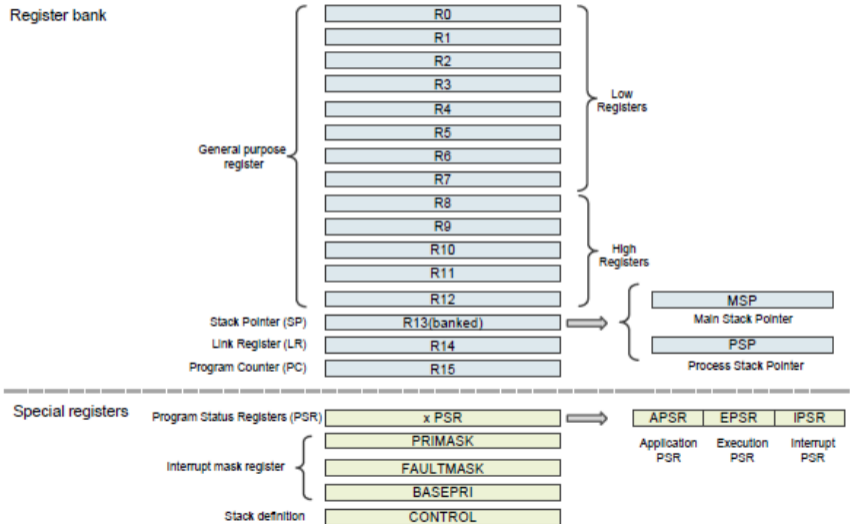 Register bank
R0
R1
R2
R3
R4
R5
R6
R7
R8
R9
R10
R11
R12
General purpose
register
Low
Registers
High
Registers
Stack Pointer (SP)
R13(banked)
MSP
Main Stack Pointer
Link Register (LR)
R14
PSP
Process Stack Pointer
Program Counter (PC)
R15
Special registers
Program Status Registers (PSR)
x PSR
APSR EPSR IPSR
Application
PSR
Execution
PSR
Interrupt
PSR
Interrupt mask register
PRIMASK
FAULTMASK
BASEPRI
Stack definition
CONTROL